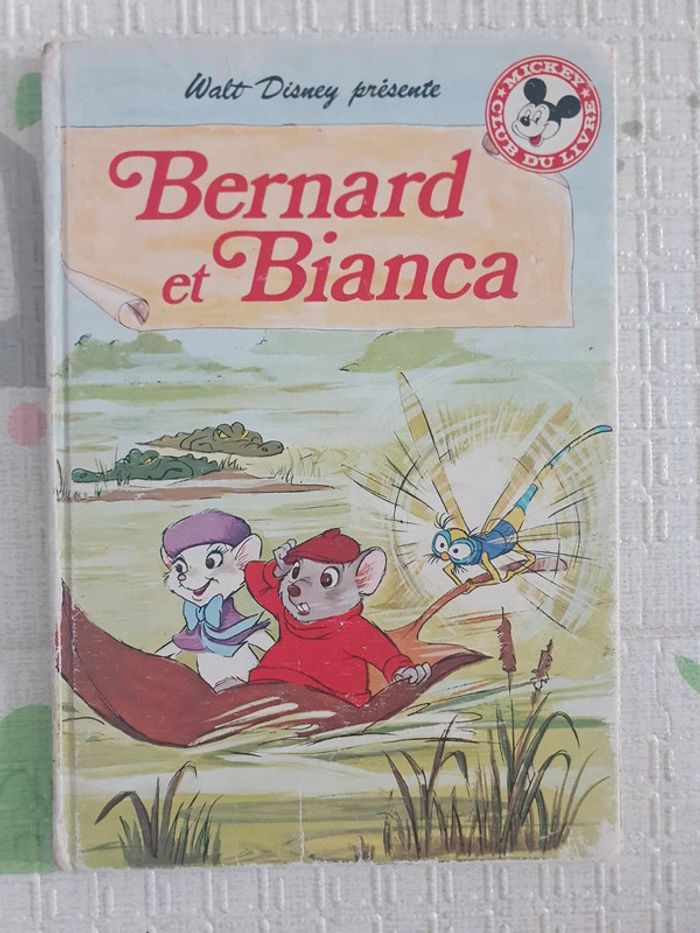 Walt Disney présente
MICKEY
CLUB DU LIVRE
Bernard
et Bianca